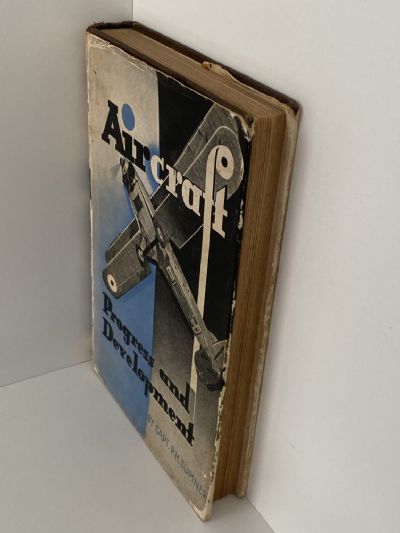 Aircraft
Progress and
Development
BY CAPT. P.H. SUMNER